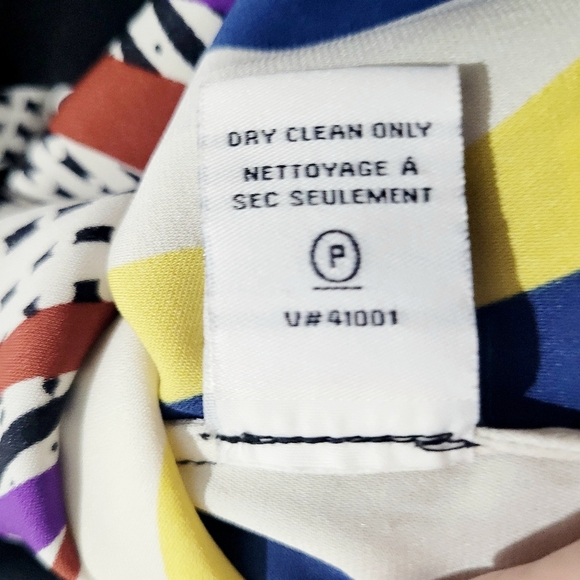 DRY CLEAN ONLY
NETTOYAGE Á
SEC SEULEMENT
P
V# 41001